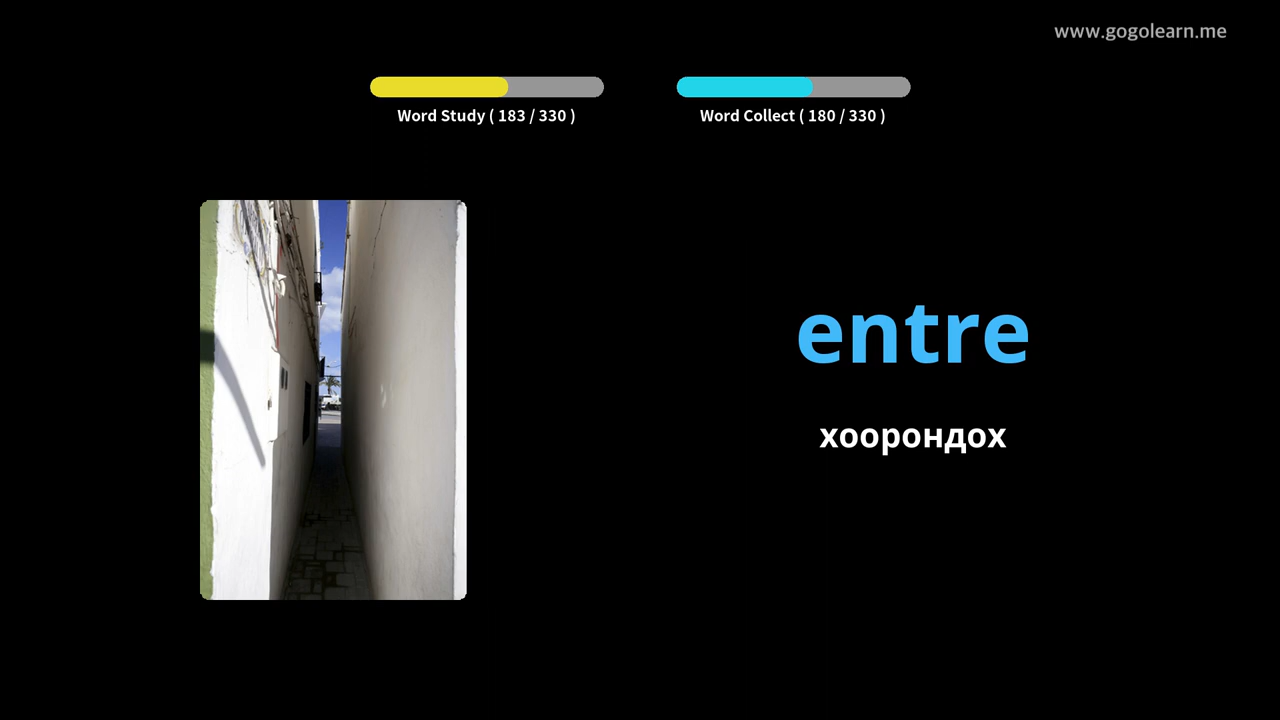 www.gogolearn.me
Word Study ( 183 / 330 )
Word Collect ( 180 / 330 )
entre
хоорондох